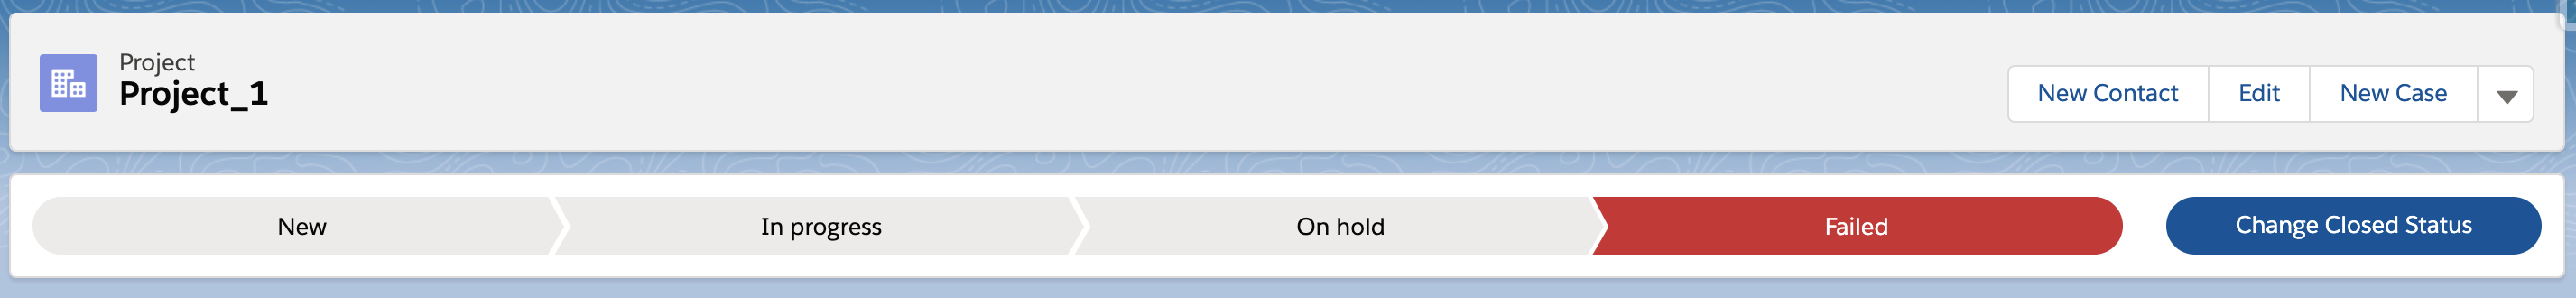 Project
Project_1
New Contact
Edit
New Case
New
In progress
On hold
Failed
Change Closed Status